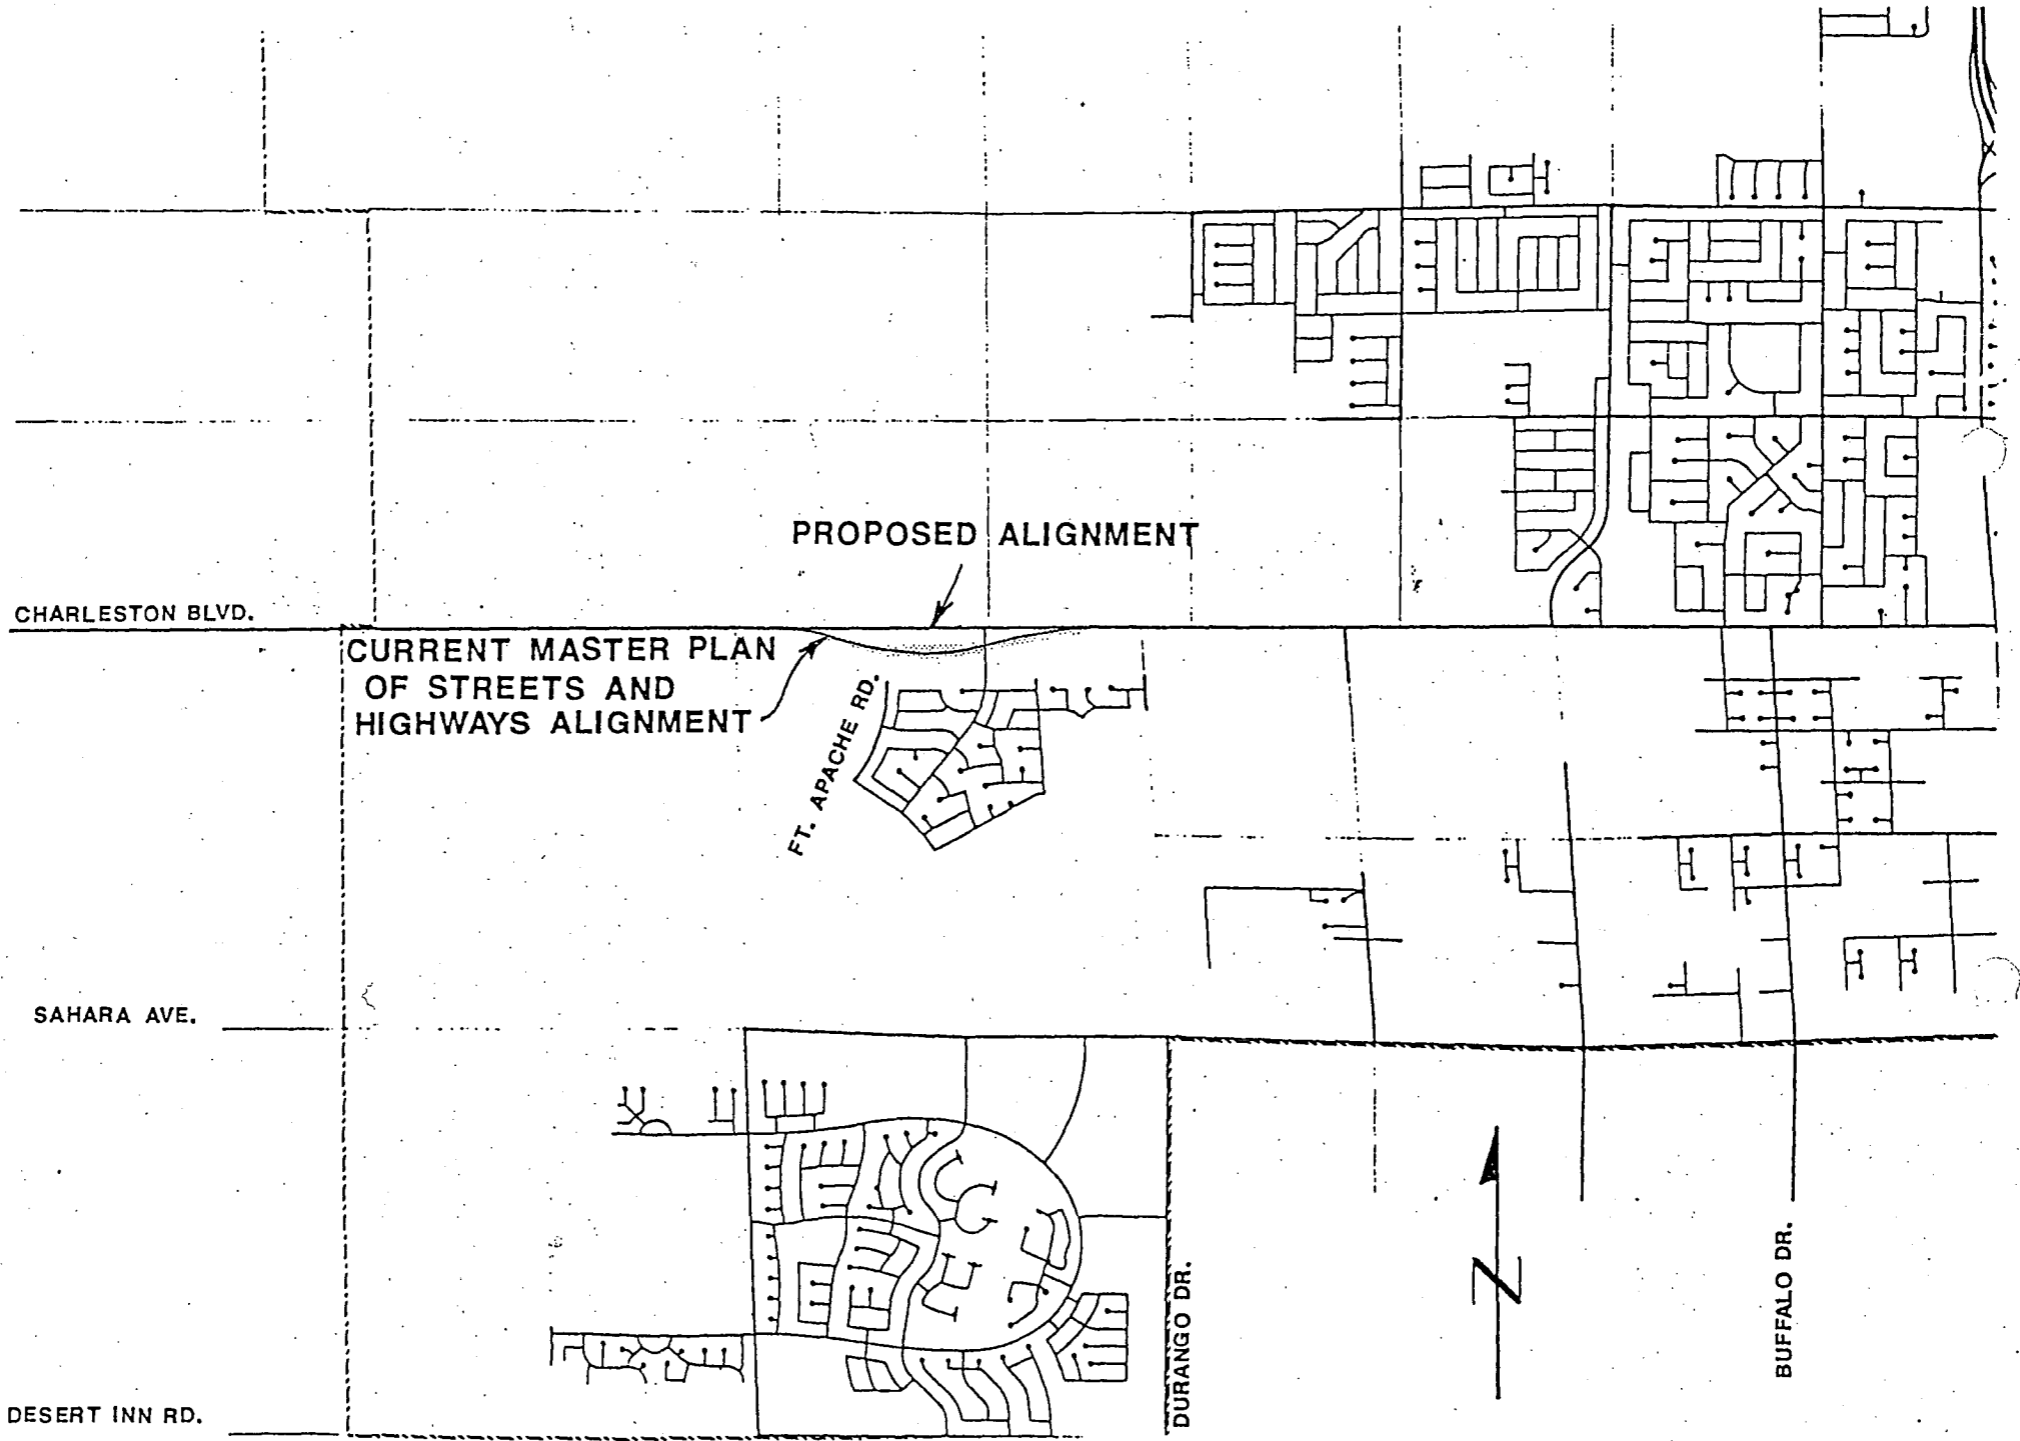 PROPOSED ALIGNMENT
CHARLESTON BLVD.
CURRENT MASTER PLAN
OF STREETS AND
HIGHWAYS ALIGNMENT
FT. APACHE RD.
SAHARA AVE.
N
DURANGO DR.
BUFFALO DR.
DESERT INN RD.